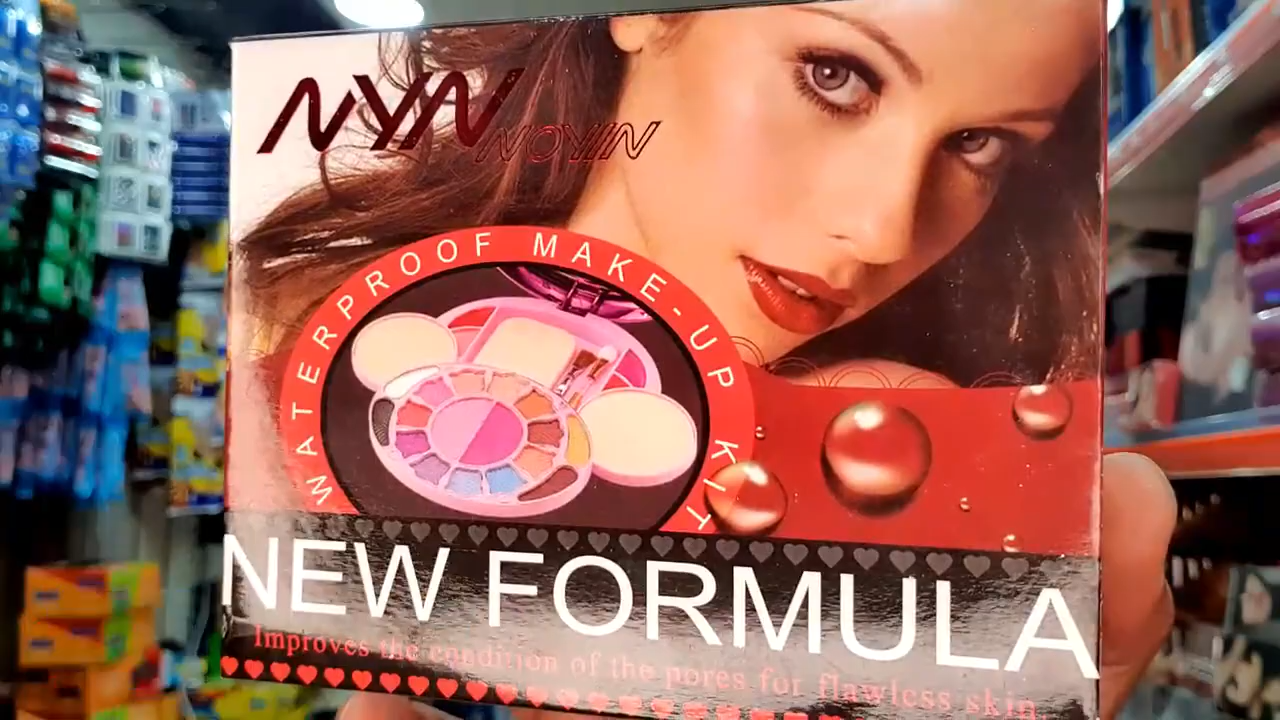 NYN
NOYIN
WATERPROOF MAKE-UP KIT
NEW FORMULA
Improves the condition of the pores for flawless skin